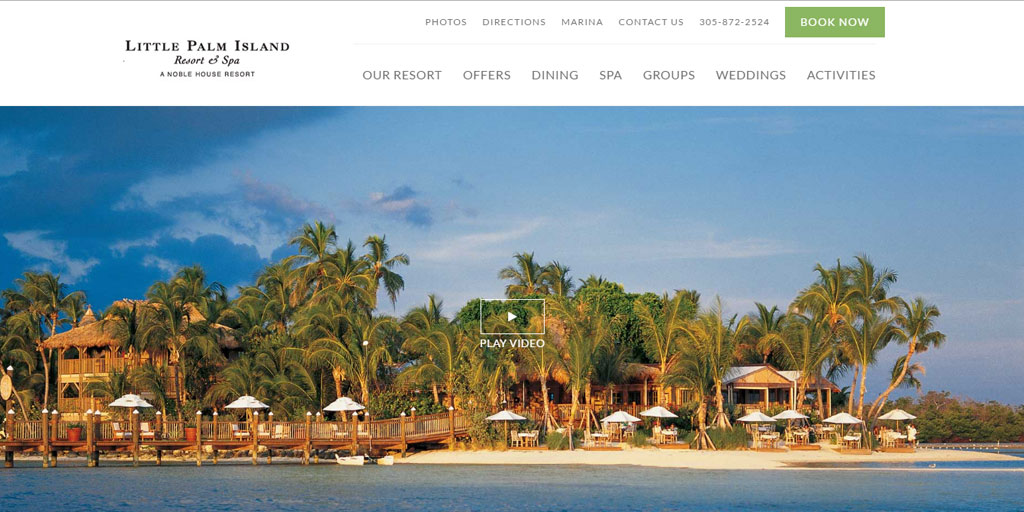 PHOTOS DIRECTIONS MARINA CONTACT US 305-872-2524 BOOK NOW
LITTLE PALM ISLAND
Resort & Spa
A NOBLE HOUSE RESORT
OUR RESORT OFFERS DINING SPA GROUPS WEDDINGS ACTIVITIES
PLAY VIDEO